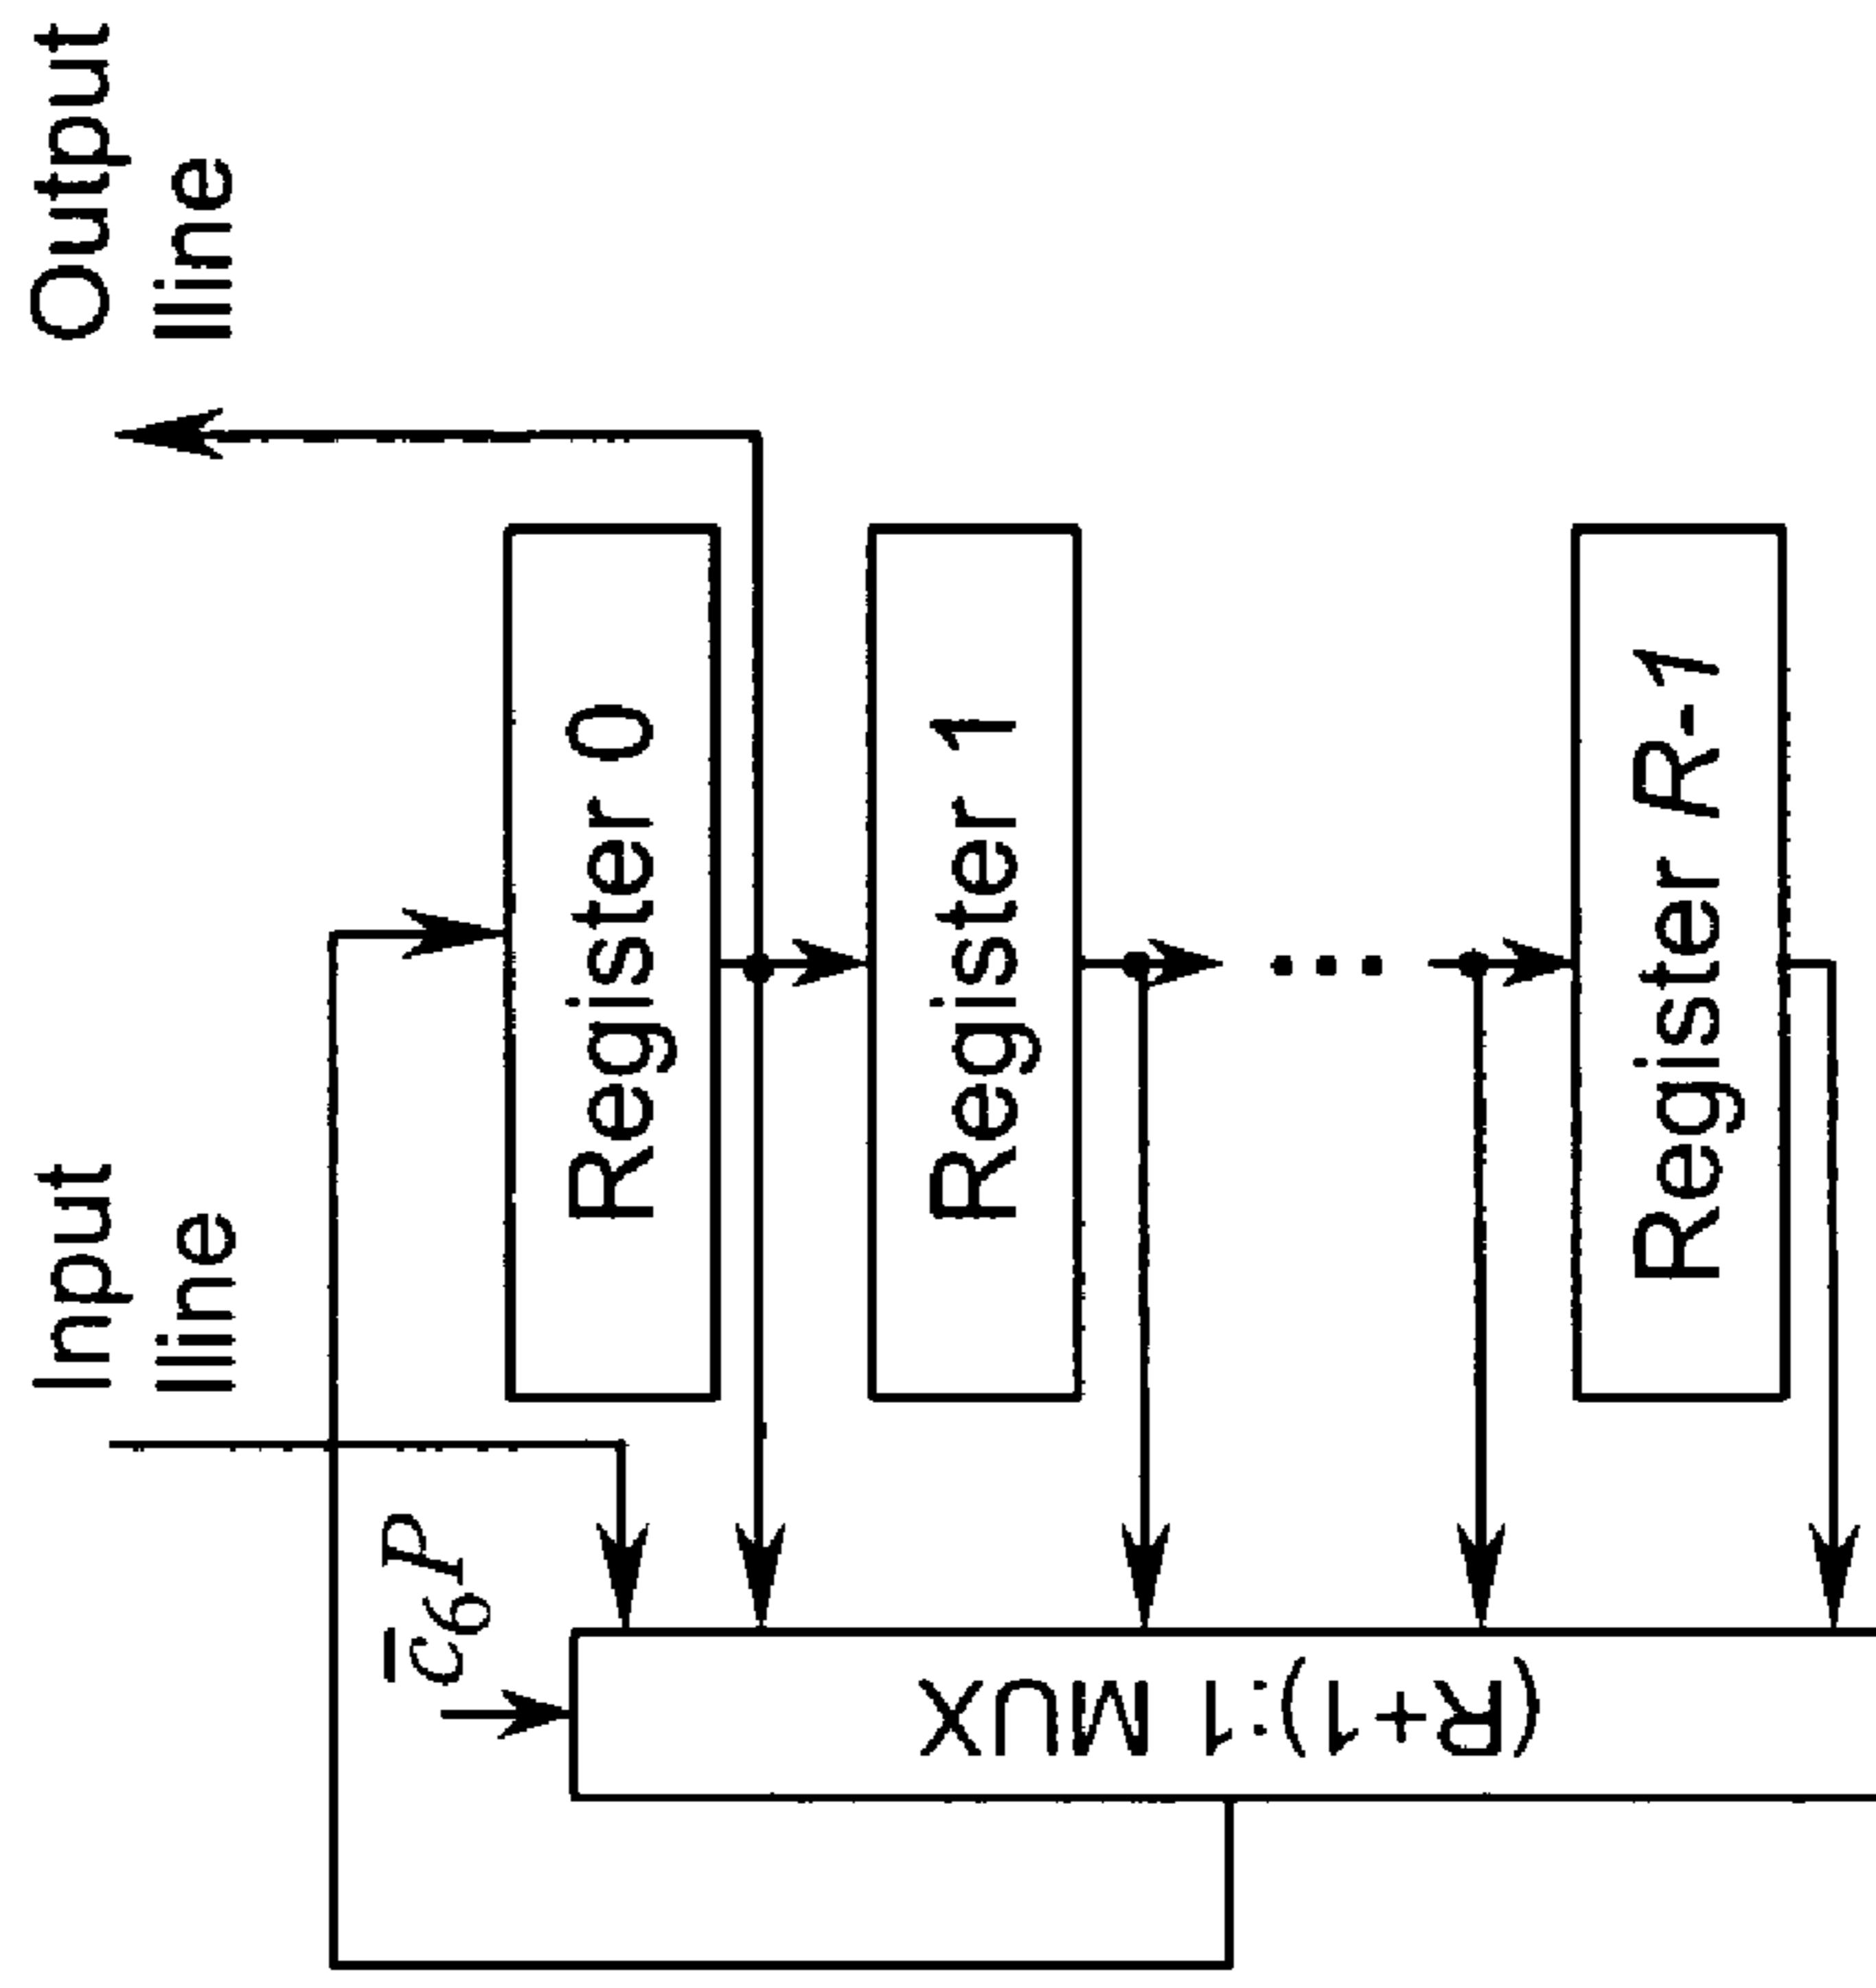 Input
lline
Output
lline
c̅₆P
Register 0
Register 1
Register R-1
(R+1):1 MUX